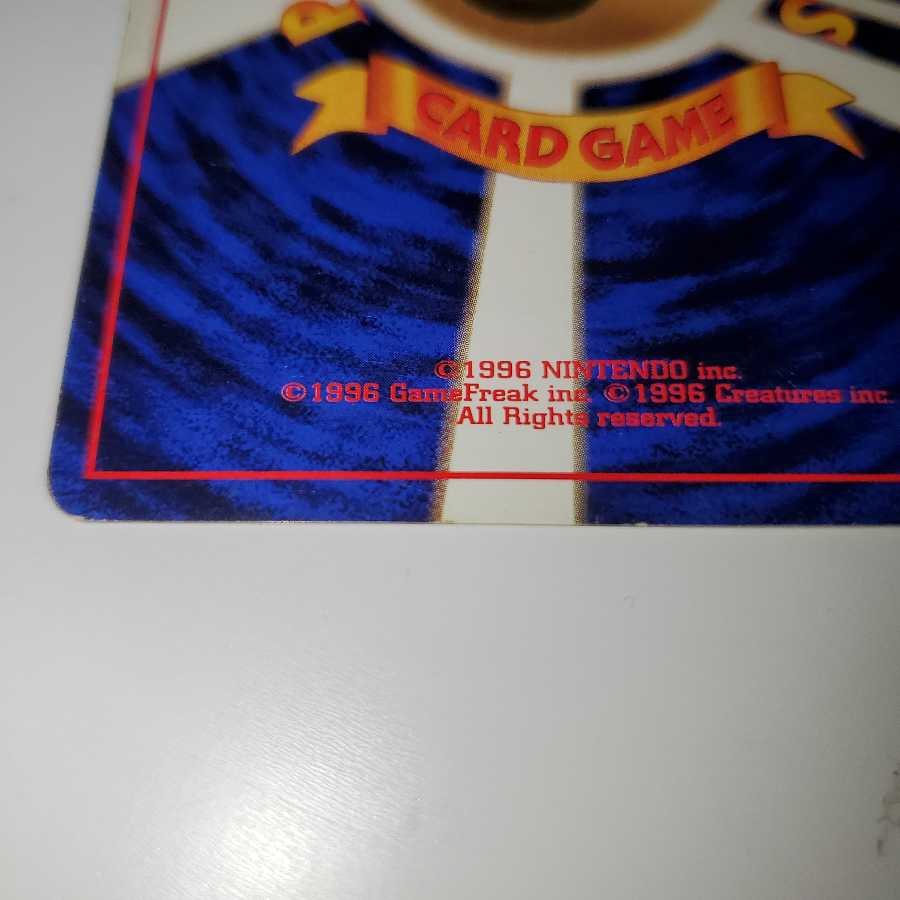 P S
CARD GAME
©1996 NINTENDO inc.
©1996 GameFreak inc. ©1996 Creatures inc.
All Rights reserved.